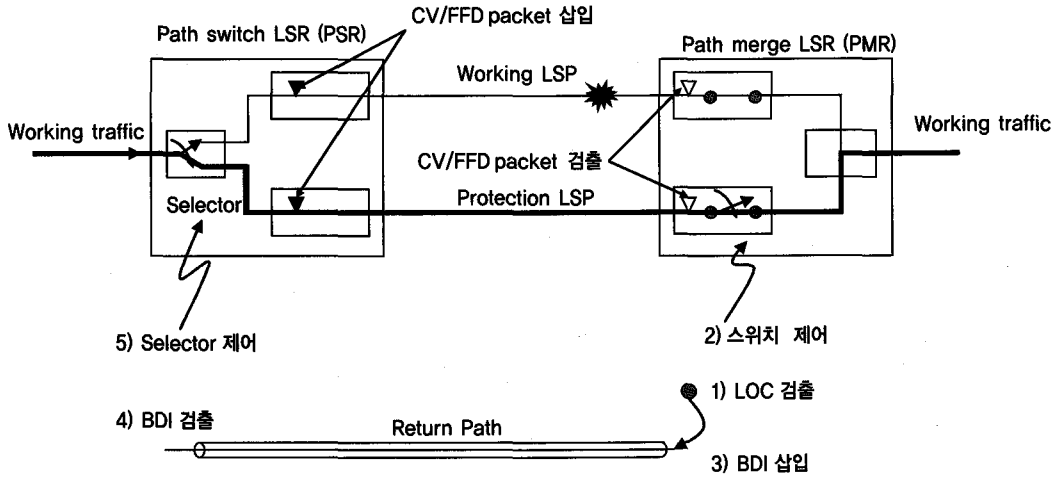 CV/FFD packet 삽입
Path switch LSR (PSR)
Path merge LSR (PMR)
Working LSP
Working traffic
Working traffic
CV/FFD packet 검출
Protection LSP
Selector
5) Selector 제어
2) 스위치 제어
1) LOC 검출
4) BDI 검출
Return Path
3) BDI 삽입